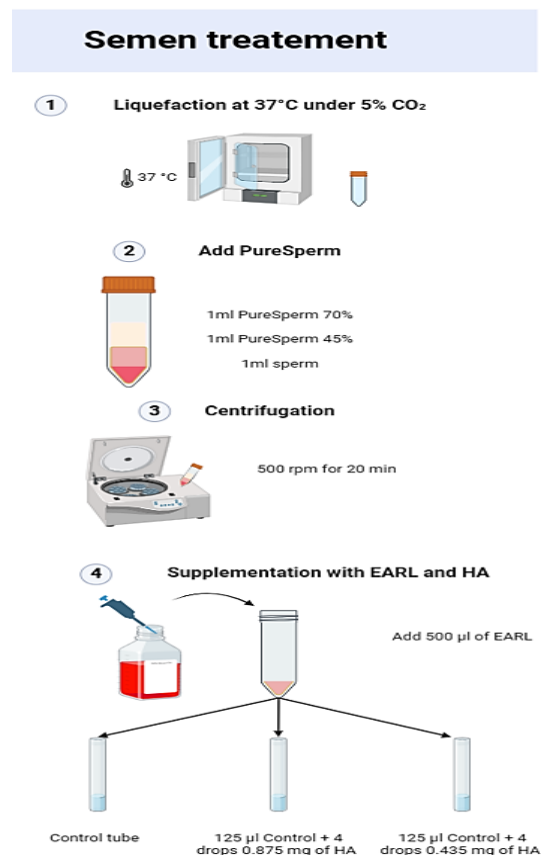 Semen treatement
1 Liquefaction at 37°C under 5% CO₂
37 °C
2 Add PureSperm
1ml PureSperm 70%
1ml PureSperm 45%
1ml sperm
3 Centrifugation
500 rpm for 20 min
4 Supplementation with EARL and HA
Add 500 µl of EARL
Control tube
125 µl Control + 4
drops 0.875 mg of HA
125 µl Control + 4
drops 0.435 mg of HA